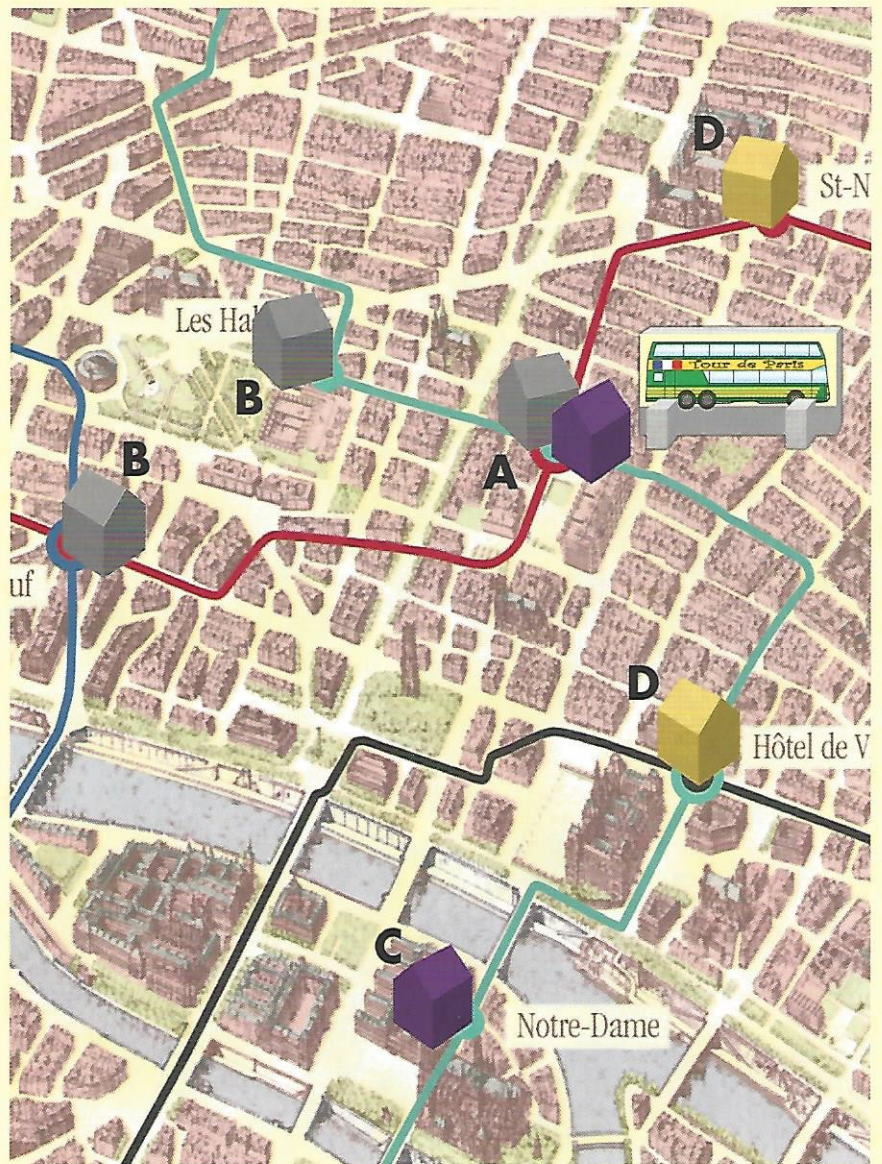 D
St-N
Les Hal
Tour de Paris
B
A
B
uf
D
Hôtel de V
C
Notre-Dame